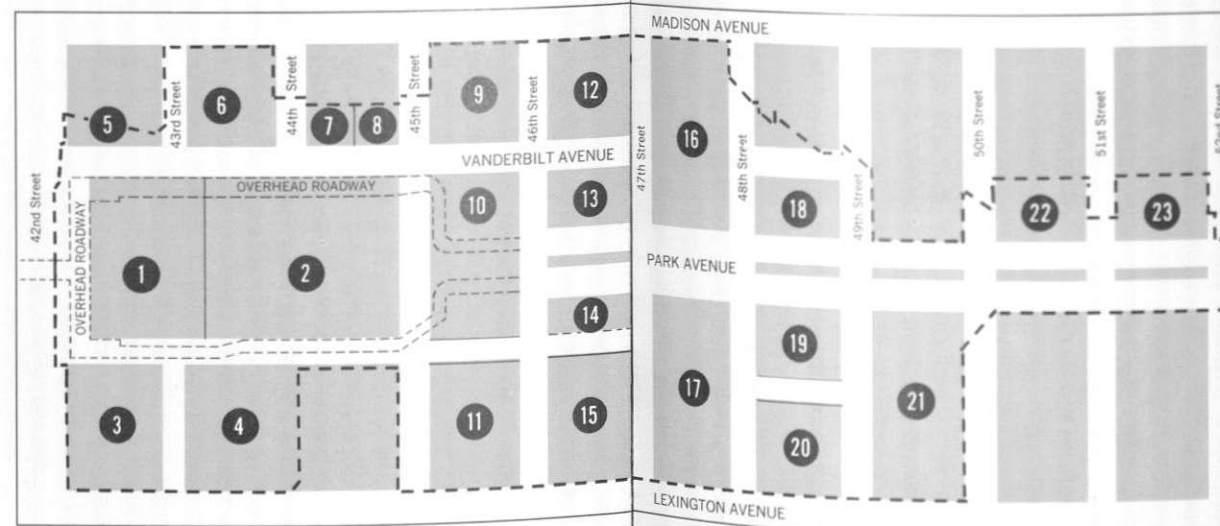 MADISON AVENUE
5
43rd Street
6
44th Street
7
8
45th Street
9
46th Street
12
47th Street
16
48th Street
49th Street
50th Street
51st Street
52nd Street
42nd Street
VANDERBILT AVENUE
OVERHEAD ROADWAY
OVERHEAD ROADWAY
10
13
18
22
23
1
2
PARK AVENUE
14
19
3
4
11
15
17
20
21
LEXINGTON AVENUE